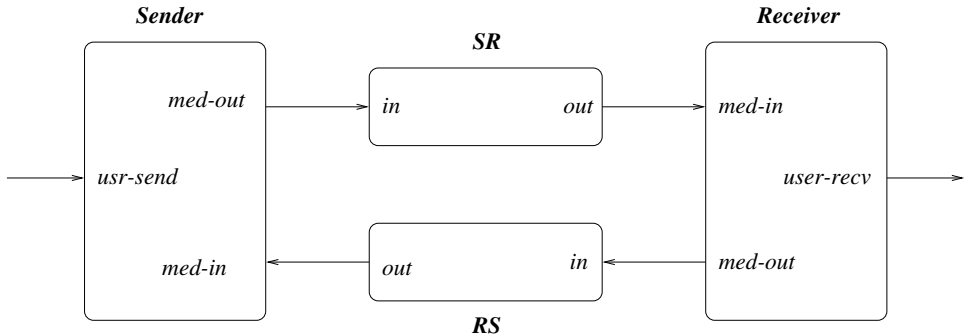 Sender
Receiver
SR
med-out
in
out
med-in
usr-send
user-recv
med-in
out
in
med-out
RS